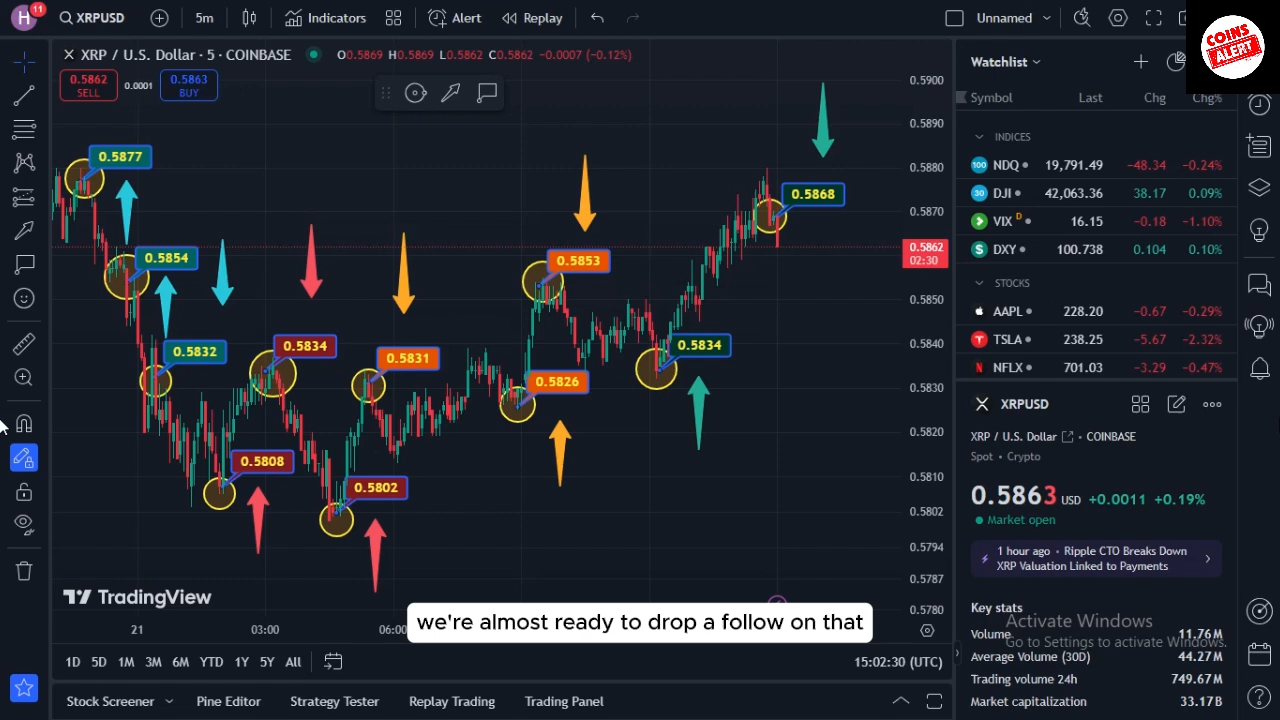 H 11 XRPUSD 5m Indicators Alert Replay Unnamed
COINS ALERT
XRP / U.S. Dollar · 5 · COINBASE O0.5869 H0.5869 L0.5862 C0.5862 −0.0007 (−0.12%)
0.5862 SELL 0.0001 0.5863 BUY
0.5877
0.5854
0.5832
0.5808
0.5834
0.5802
0.5831
0.5853
0.5826
0.5834
0.5868
0.5900
0.5890
0.5880
0.5870
0.5862
02:30
0.5850
0.5840
0.5830
0.5820
0.5810
0.5802
0.5794
0.5787
0.5780
TradingView
we're almost ready to drop a follow on that
21 03:00 06:00
1D 5D 1M 3M 6M YTD 1Y 5Y All 15:02:30 (UTC)
Stock Screener Pine Editor Strategy Tester Replay Trading Trading Panel
Watchlist
Symbol Last Chg Chg%
INDICES
100 NDQ 19,791.49 −48.34 −0.24%
30 DJI 42,063.36 38.17 0.09%
VIX D 16.15 −0.18 −1.10%
$ DXY 100.738 0.104 0.10%
STOCKS
AAPL 228.20 −0.67 −0.29%
TSLA 238.25 −5.67 −2.32%
N NFLX 701.03 −3.29 −0.47%
XRPUSD
XRP / U.S. Dollar · COINBASE
Spot · Crypto
0.5863 USD +0.0011 +0.19%
Market open
1 hour ago · Ripple CTO Breaks Down
XRP Valuation Linked to Payments
Key stats
Activate Windows
Volume 11.76M
Go to Settings to activate Windows.
Average Volume (30D) 44.27M
Trading volume 24h 749.67M
Market capitalization 33.17B